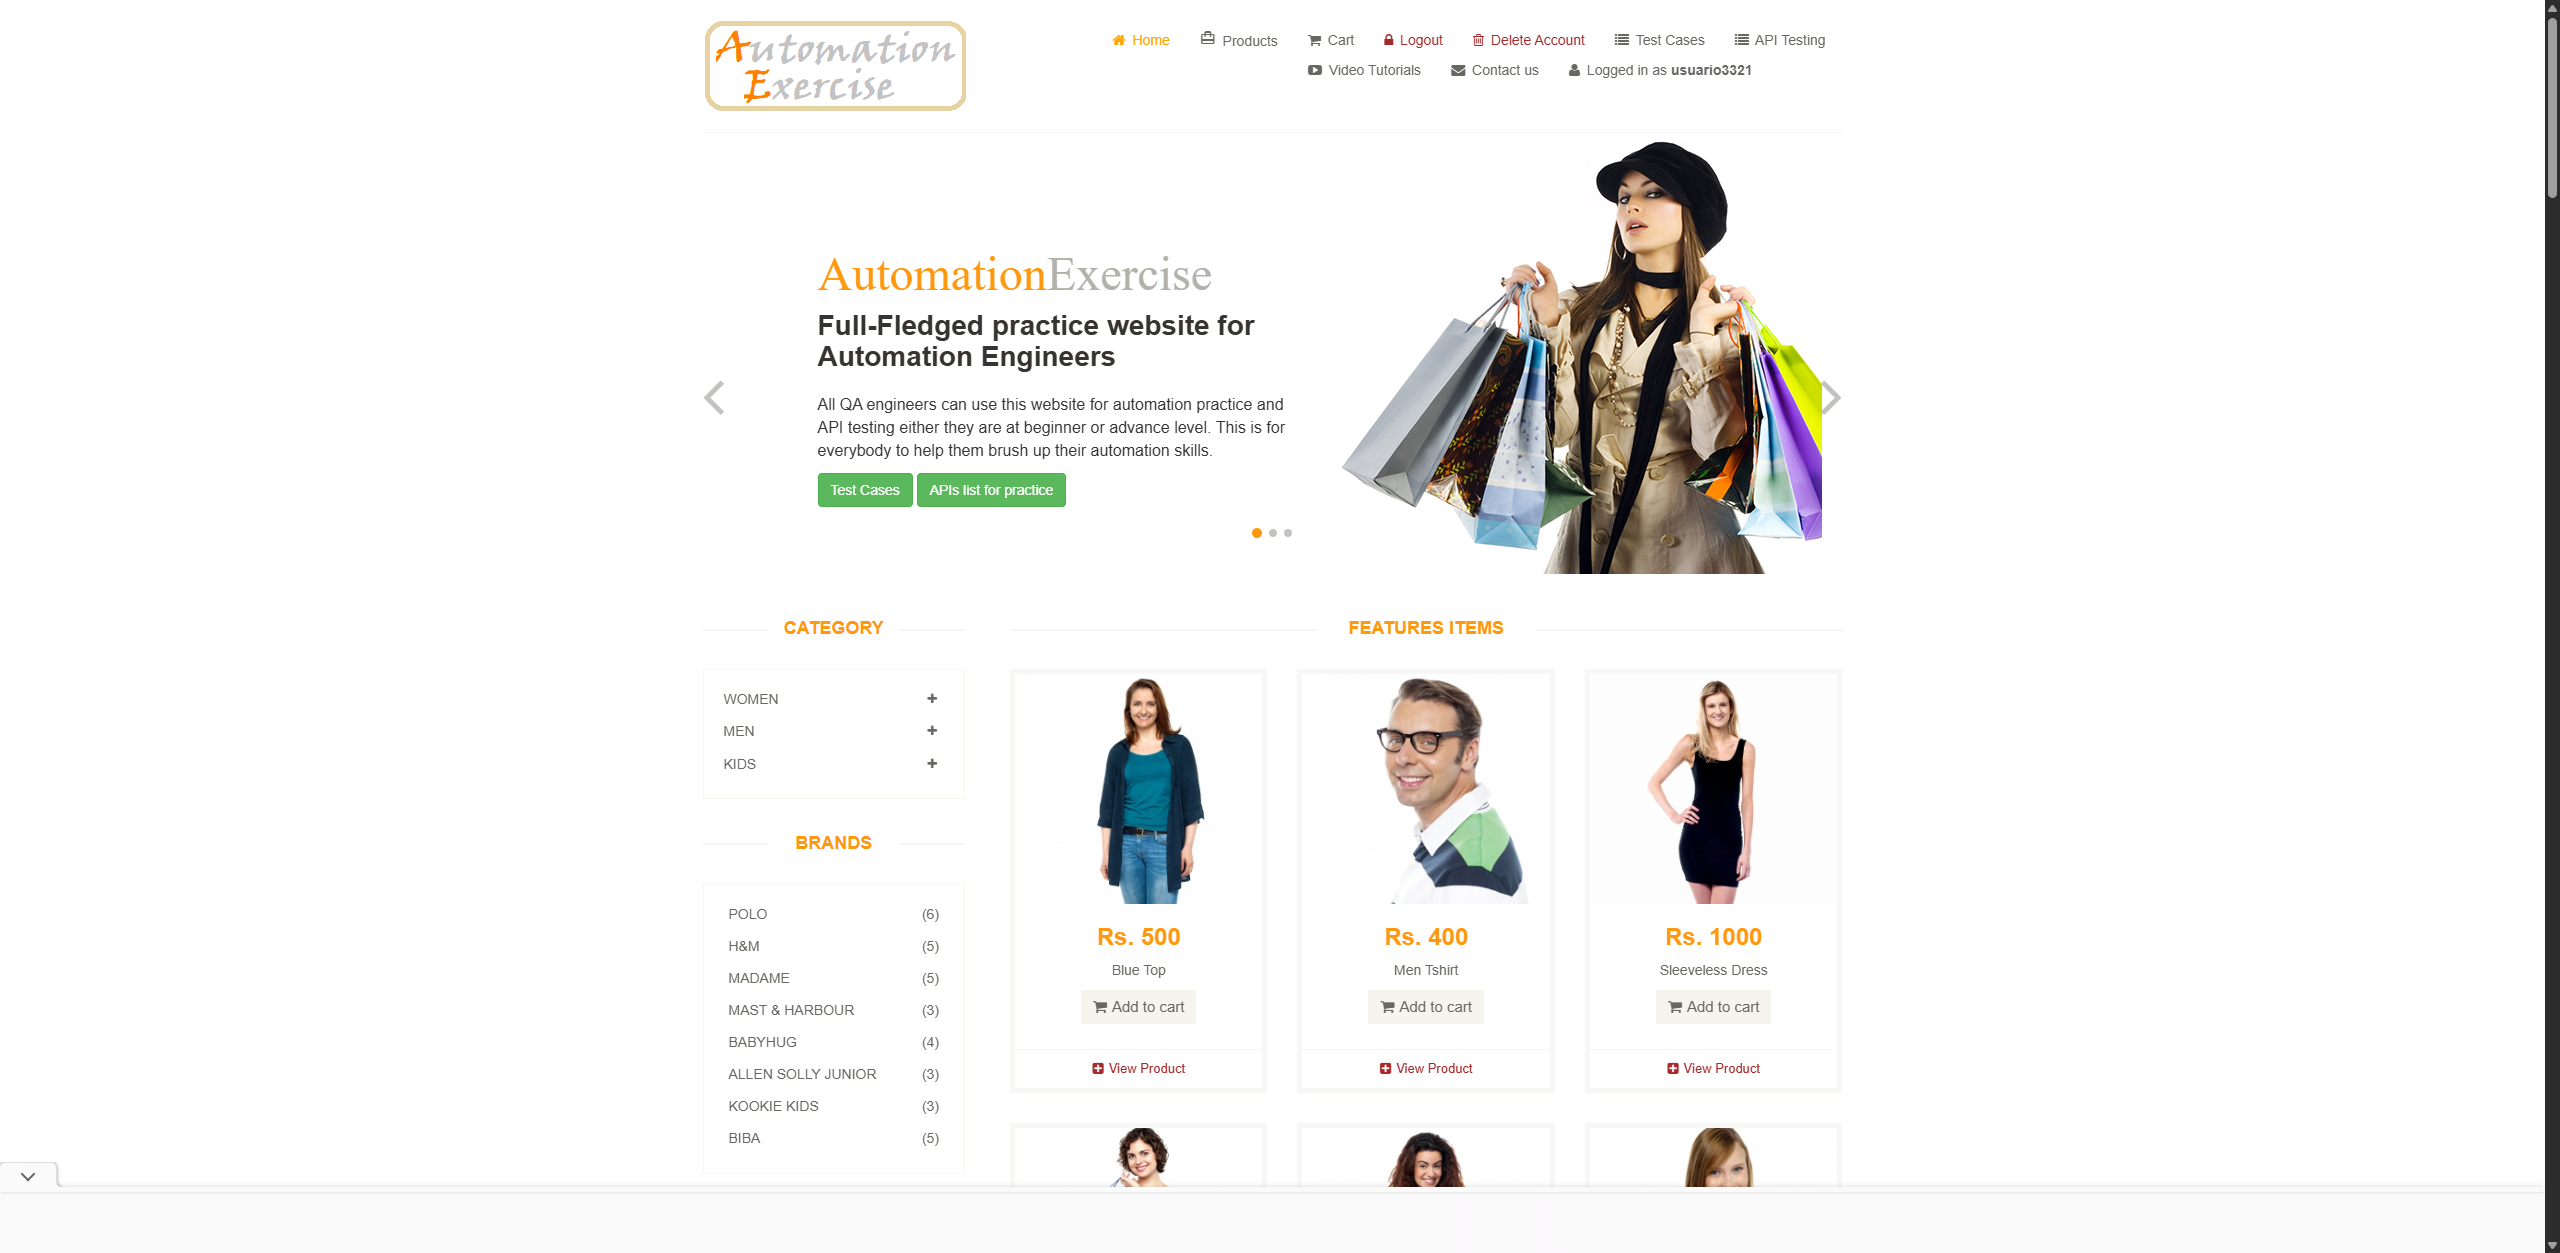 Automation
Exercise
Home
Products
Cart
Logout
Delete Account
Test Cases
API Testing
Video Tutorials
Contact us
Logged in as usuario3321
AutomationExercise
Full-Fledged practice website for
Automation Engineers
All QA engineers can use this website for automation practice and
API testing either they are at beginner or advance level. This is for
everybody to help them brush up their automation skills.
Test Cases
APIs list for practice
CATEGORY
WOMEN
MEN
KIDS
BRANDS
POLO (6)
H&M (5)
MADAME (5)
MAST & HARBOUR (3)
BABYHUG (4)
ALLEN SOLLY JUNIOR (3)
KOOKIE KIDS (3)
BIBA (5)
FEATURES ITEMS
Rs. 500
Blue Top
Add to cart
View Product
Rs. 400
Men Tshirt
Add to cart
View Product
Rs. 1000
Sleeveless Dress
Add to cart
View Product